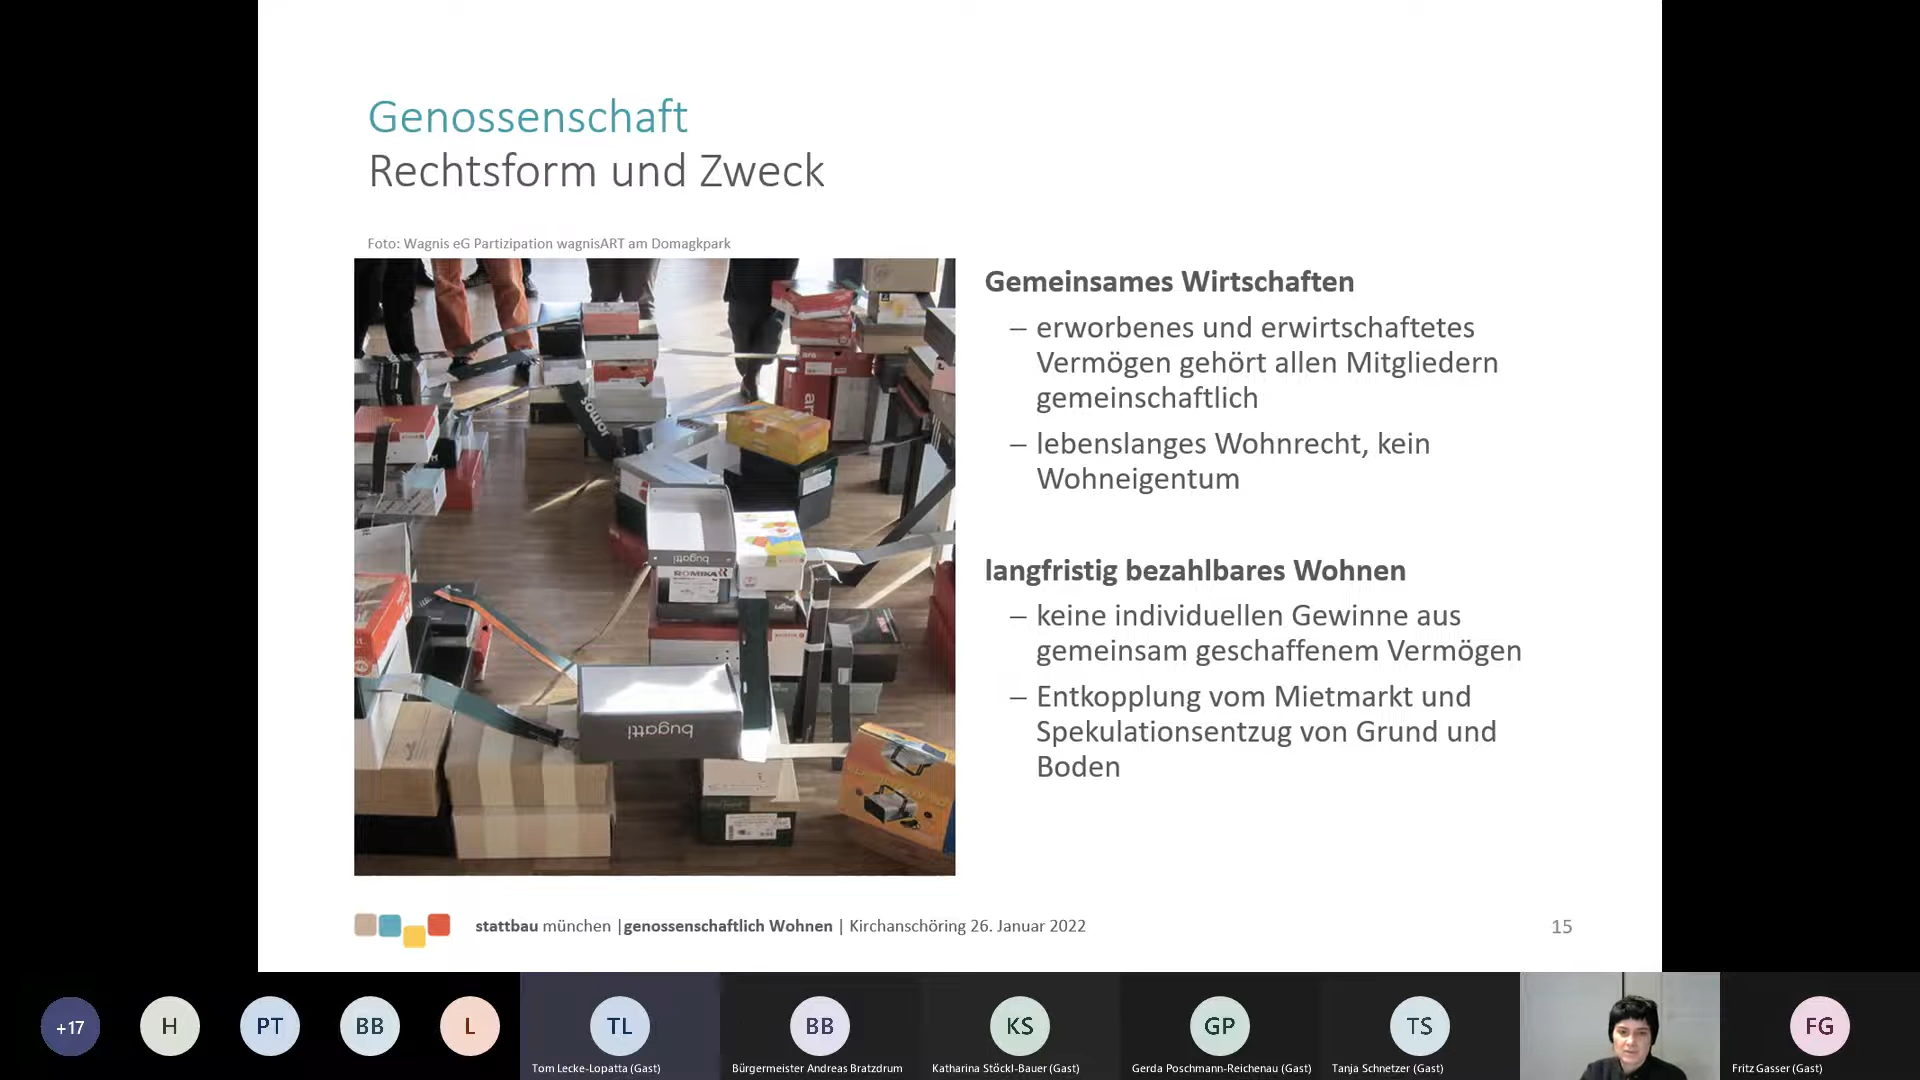 Genossenschaft
Rechtsform und Zweck
Foto: Wagnis eG Partizipation wagnisART am Domagkpark
Gemeinsames Wirtschaften
– erworbenes und erwirtschaftetes
Vermögen gehört allen Mitgliedern
gemeinschaftlich
– lebenslanges Wohnrecht, kein
Wohneigentum
langfristig bezahlbares Wohnen
– keine individuellen Gewinne aus
gemeinsam geschaffenem Vermögen
– Entkopplung vom Mietmarkt und
Spekulationsentzug von Grund und
Boden
ara
bugatti
ROMIKA
bugatti
stattbau münchen |genossenschaftlich Wohnen | Kirchanschöring 26. Januar 2022
15
+17
H
PT
BB
L
TL
BB
KS
GP
TS
FG
Tom Lecke-Lopatta (Gast)
Bürgermeister Andreas Bratzdrum
Katharina Stöckl-Bauer (Gast)
Gerda Poschmann-Reichenau (Gast)
Tanja Schnetzer (Gast)
Fritz Gasser (Gast)